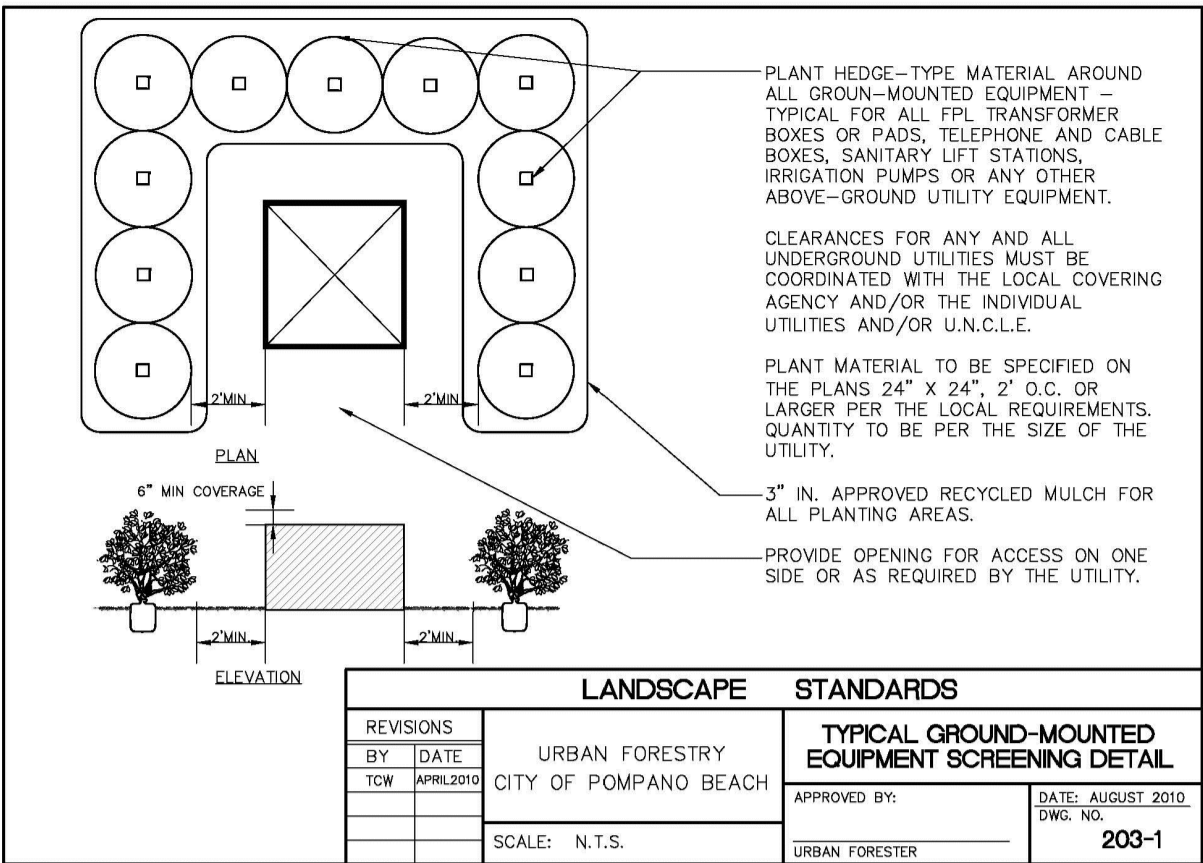 PLANT HEDGE-TYPE MATERIAL AROUND
ALL GROUN-MOUNTED EQUIPMENT –
TYPICAL FOR ALL FPL TRANSFORMER
BOXES OR PADS, TELEPHONE AND CABLE
BOXES, SANITARY LIFT STATIONS,
IRRIGATION PUMPS OR ANY OTHER
ABOVE-GROUND UTILITY EQUIPMENT.
CLEARANCES FOR ANY AND ALL
UNDERGROUND UTILITIES MUST BE
COORDINATED WITH THE LOCAL COVERING
AGENCY AND/OR THE INDIVIDUAL
UTILITIES AND/OR U.N.C.L.E.
PLANT MATERIAL TO BE SPECIFIED ON
THE PLANS 24" X 24", 2' O.C. OR
LARGER PER THE LOCAL REQUIREMENTS.
QUANTITY TO BE PER THE SIZE OF THE
UTILITY.
3" IN. APPROVED RECYCLED MULCH FOR
ALL PLANTING AREAS.
PROVIDE OPENING FOR ACCESS ON ONE
SIDE OR AS REQUIRED BY THE UTILITY.
2'MIN.
2'MIN.
PLAN
6" MIN COVERAGE
2'MIN.
2'MIN.
ELEVATION
LANDSCAPE STANDARDS
REVISIONS
BY DATE
TCW APRIL2010
URBAN FORESTRY
CITY OF POMPANO BEACH
SCALE: N.T.S.
TYPICAL GROUND-MOUNTED
EQUIPMENT SCREENING DETAIL
APPROVED BY:
URBAN FORESTER
DATE: AUGUST 2010
DWG. NO.
203-1